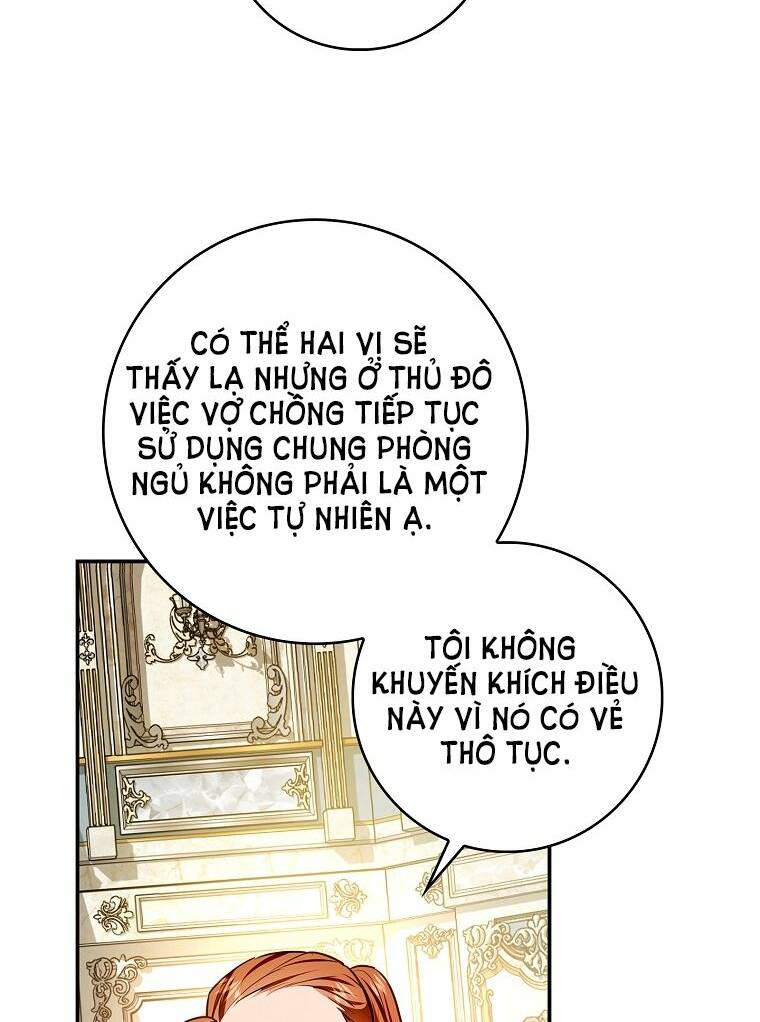 CÓ THỂ HAI VỊ SẼ
THẤY LẠ NHƯNG Ở THỦ ĐÔ
VIỆC VỢ CHỒNG TIẾP TỤC
SỬ DỤNG CHUNG PHÒNG
NGỦ KHÔNG PHẢI LÀ MỘT
VIỆC TỰ NHIÊN Ạ.
TÔI KHÔNG
KHUYẾN KHÍCH ĐIỀU
NÀY VÌ NÓ CÓ VẺ
THÔ TỤC.